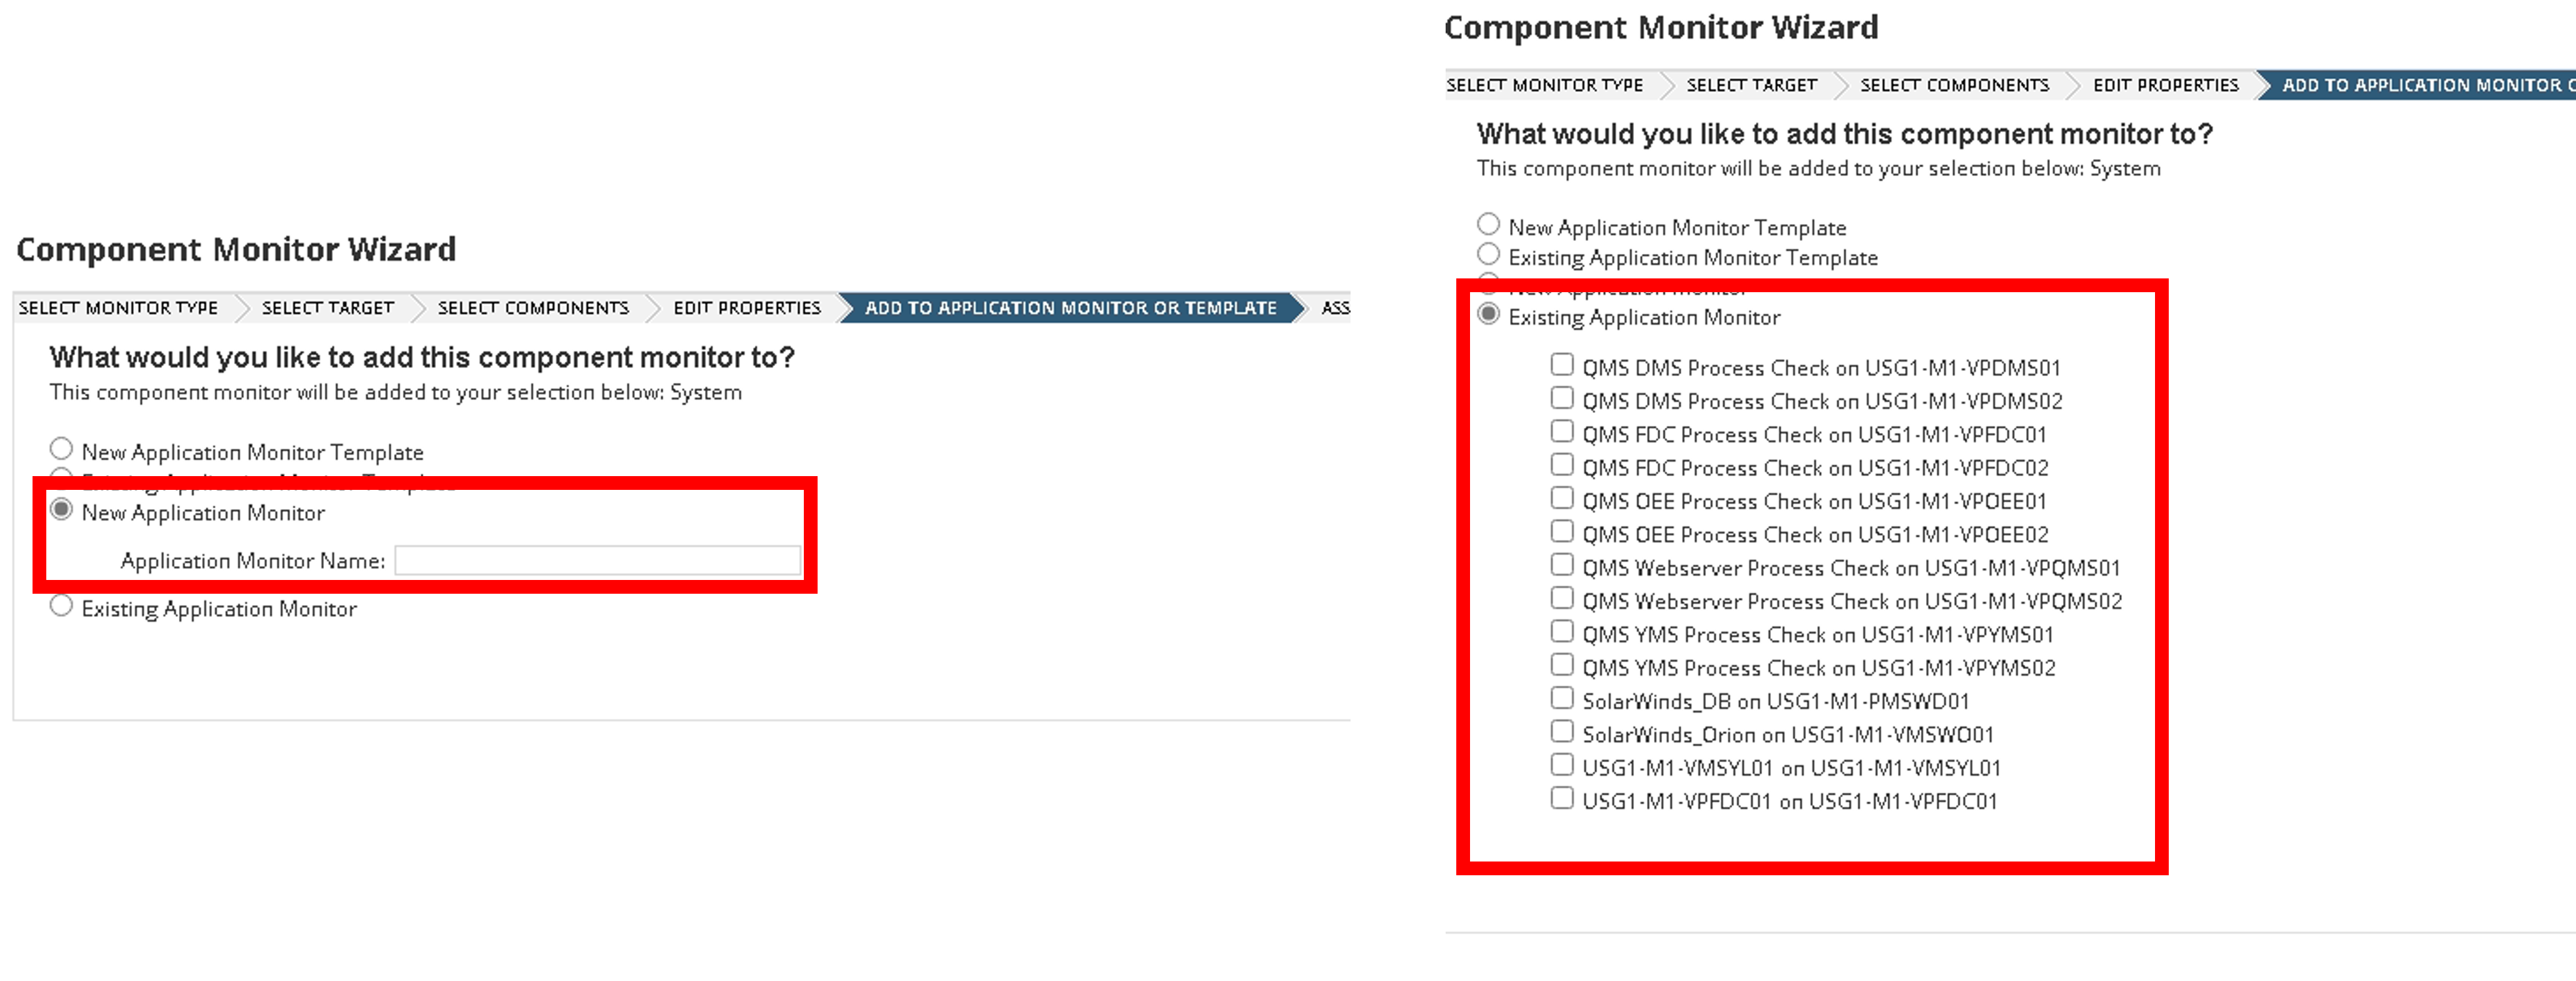 Component Monitor Wizard
SELECT MONITOR TYPE SELECT TARGET SELECT COMPONENTS EDIT PROPERTIES ADD TO APPLICATION MONITOR OR TEMPLATE ASS
What would you like to add this component monitor to?
This component monitor will be added to your selection below: System
New Application Monitor Template
Existing Application Monitor Template
New Application Monitor
Application Monitor Name:
Existing Application Monitor
Component Monitor Wizard
SELECT MONITOR TYPE SELECT TARGET SELECT COMPONENTS EDIT PROPERTIES ADD TO APPLICATION MONITOR O
What would you like to add this component monitor to?
This component monitor will be added to your selection below: System
New Application Monitor Template
Existing Application Monitor Template
New Application Monitor
Existing Application Monitor
QMS DMS Process Check on USG1-M1-VPDMS01
QMS DMS Process Check on USG1-M1-VPDMS02
QMS FDC Process Check on USG1-M1-VPFDC01
QMS FDC Process Check on USG1-M1-VPFDC02
QMS OEE Process Check on USG1-M1-VPOEE01
QMS OEE Process Check on USG1-M1-VPOEE02
QMS Webserver Process Check on USG1-M1-VPQMS01
QMS Webserver Process Check on USG1-M1-VPQMS02
QMS YMS Process Check on USG1-M1-VPYMS01
QMS YMS Process Check on USG1-M1-VPYMS02
SolarWinds_DB on USG1-M1-PMSWD01
SolarWinds_Orion on USG1-M1-VMSWO01
USG1-M1-VMSYL01 on USG1-M1-VMSYL01
USG1-M1-VPFDC01 on USG1-M1-VPFDC01